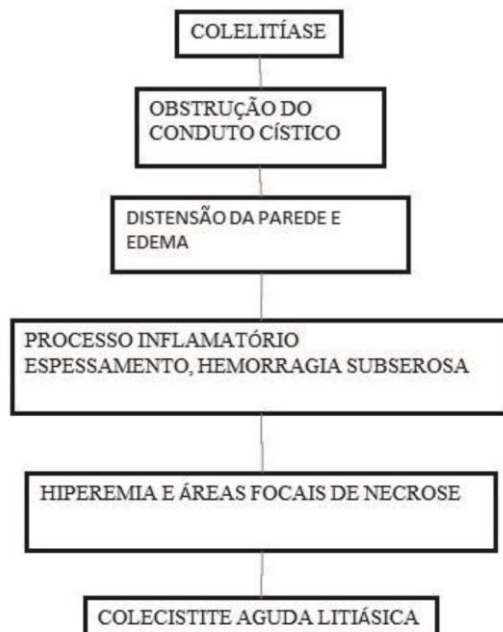 COLELITÍASE
OBSTRUÇÃO DO
CONDUTO CÍSTICO
DISTENSÃO DA PAREDE E
EDEMA
PROCESSO INFLAMATÓRIO
ESPESSAMENTO, HEMORRAGIA SUBSEROSA
HIPEREMIA E ÁREAS FOCAIS DE NECROSE
COLECISTITE AGUDA LITIÁSICA